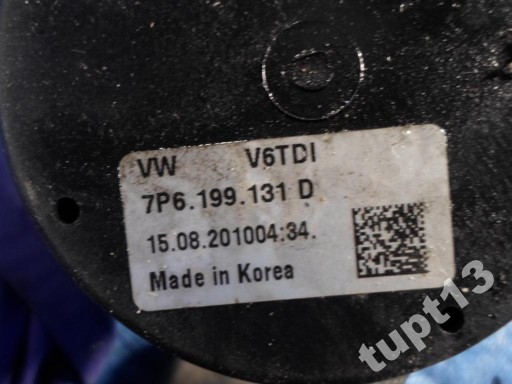 VW V6TDI
7P6.199.131 D
15.08.201004:34.
Made in Korea
tupt13